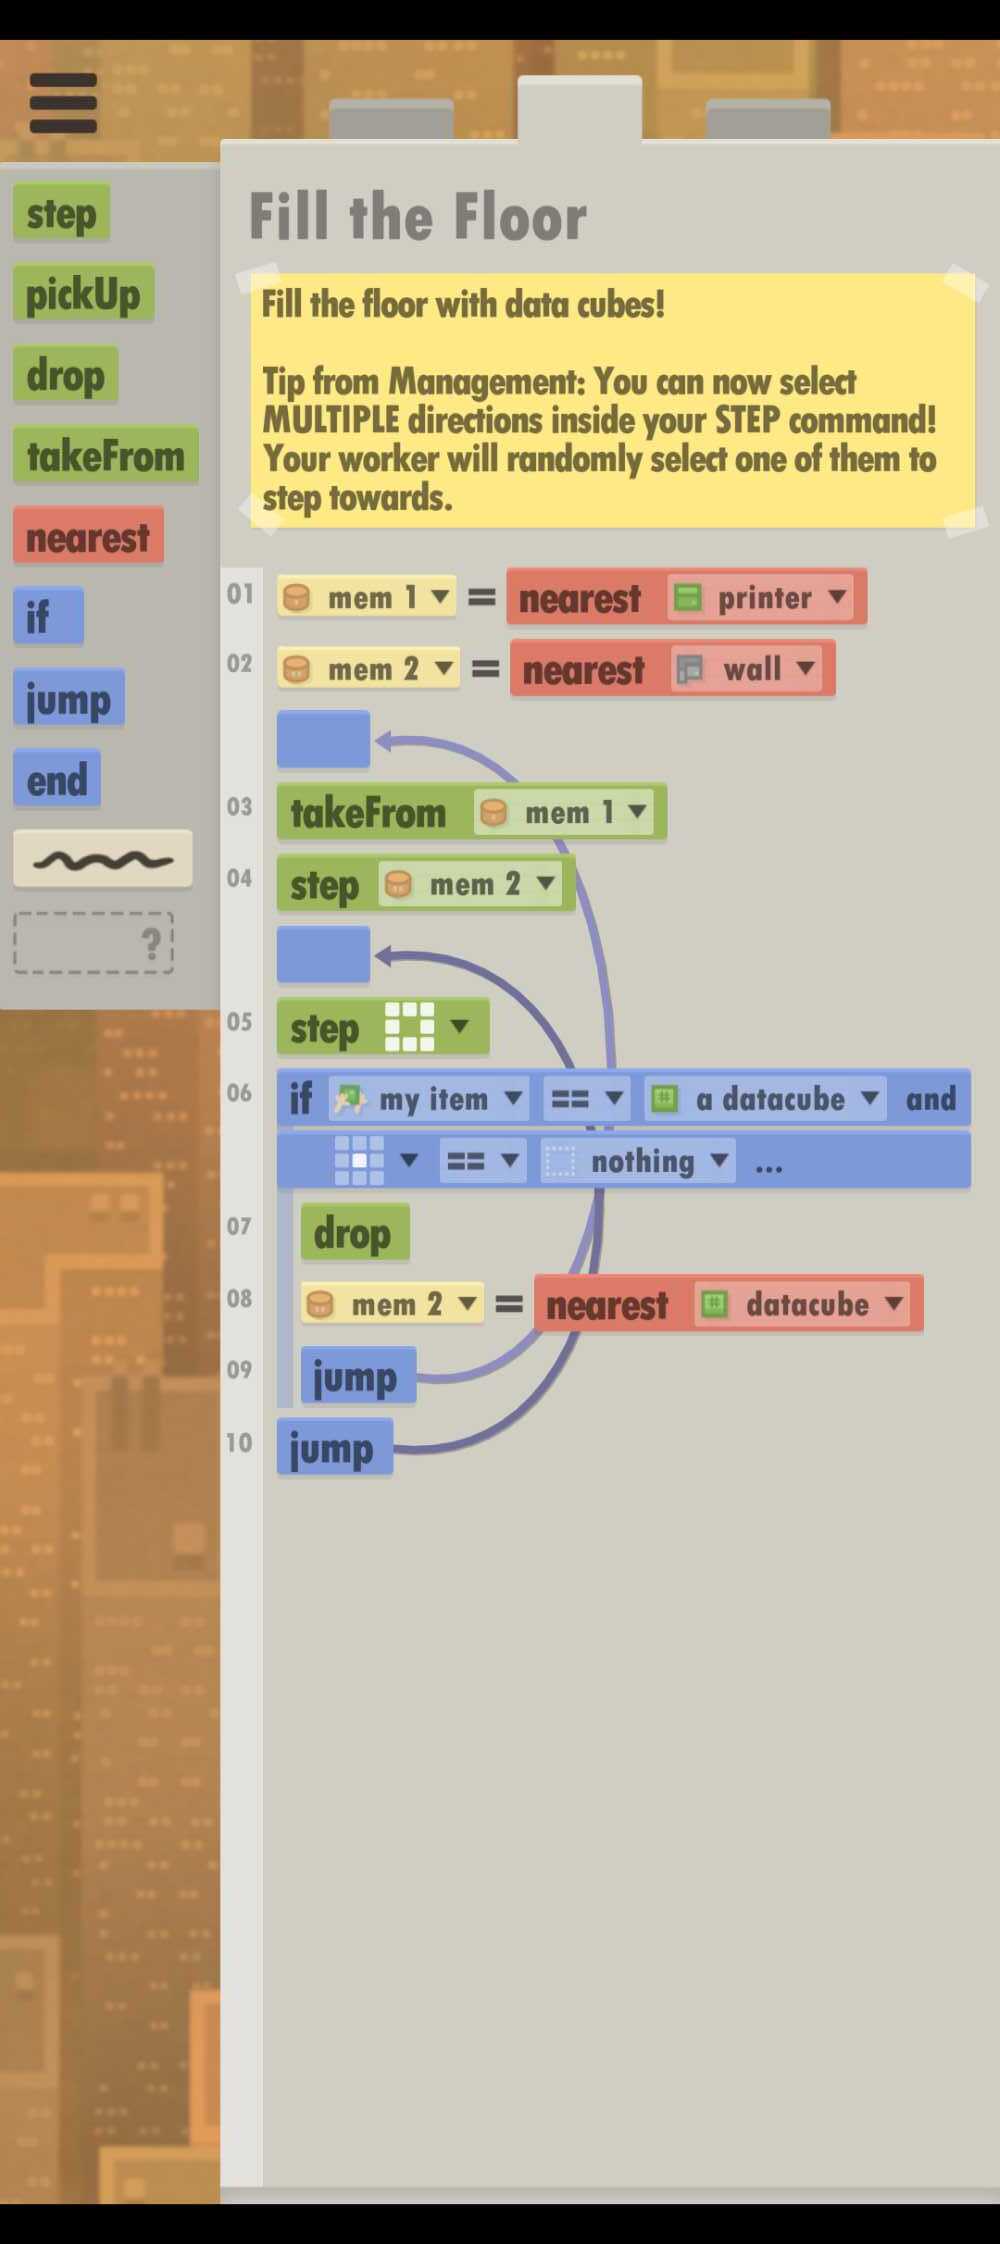 Fill the Floor
Fill the floor with data cubes!
Tip from Management: You can now select
MULTIPLE directions inside your STEP command!
Your worker will randomly select one of them to
step towards.
step
pickUp
drop
takeFrom
nearest
if
jump
end
?
01 mem 1 = nearest printer
02 mem 2 = nearest wall
03 takeFrom mem 1
04 step mem 2
05 step
06 if my item == a datacube and
== nothing ...
07 drop
08 mem 2 = nearest datacube
09 jump
10 jump